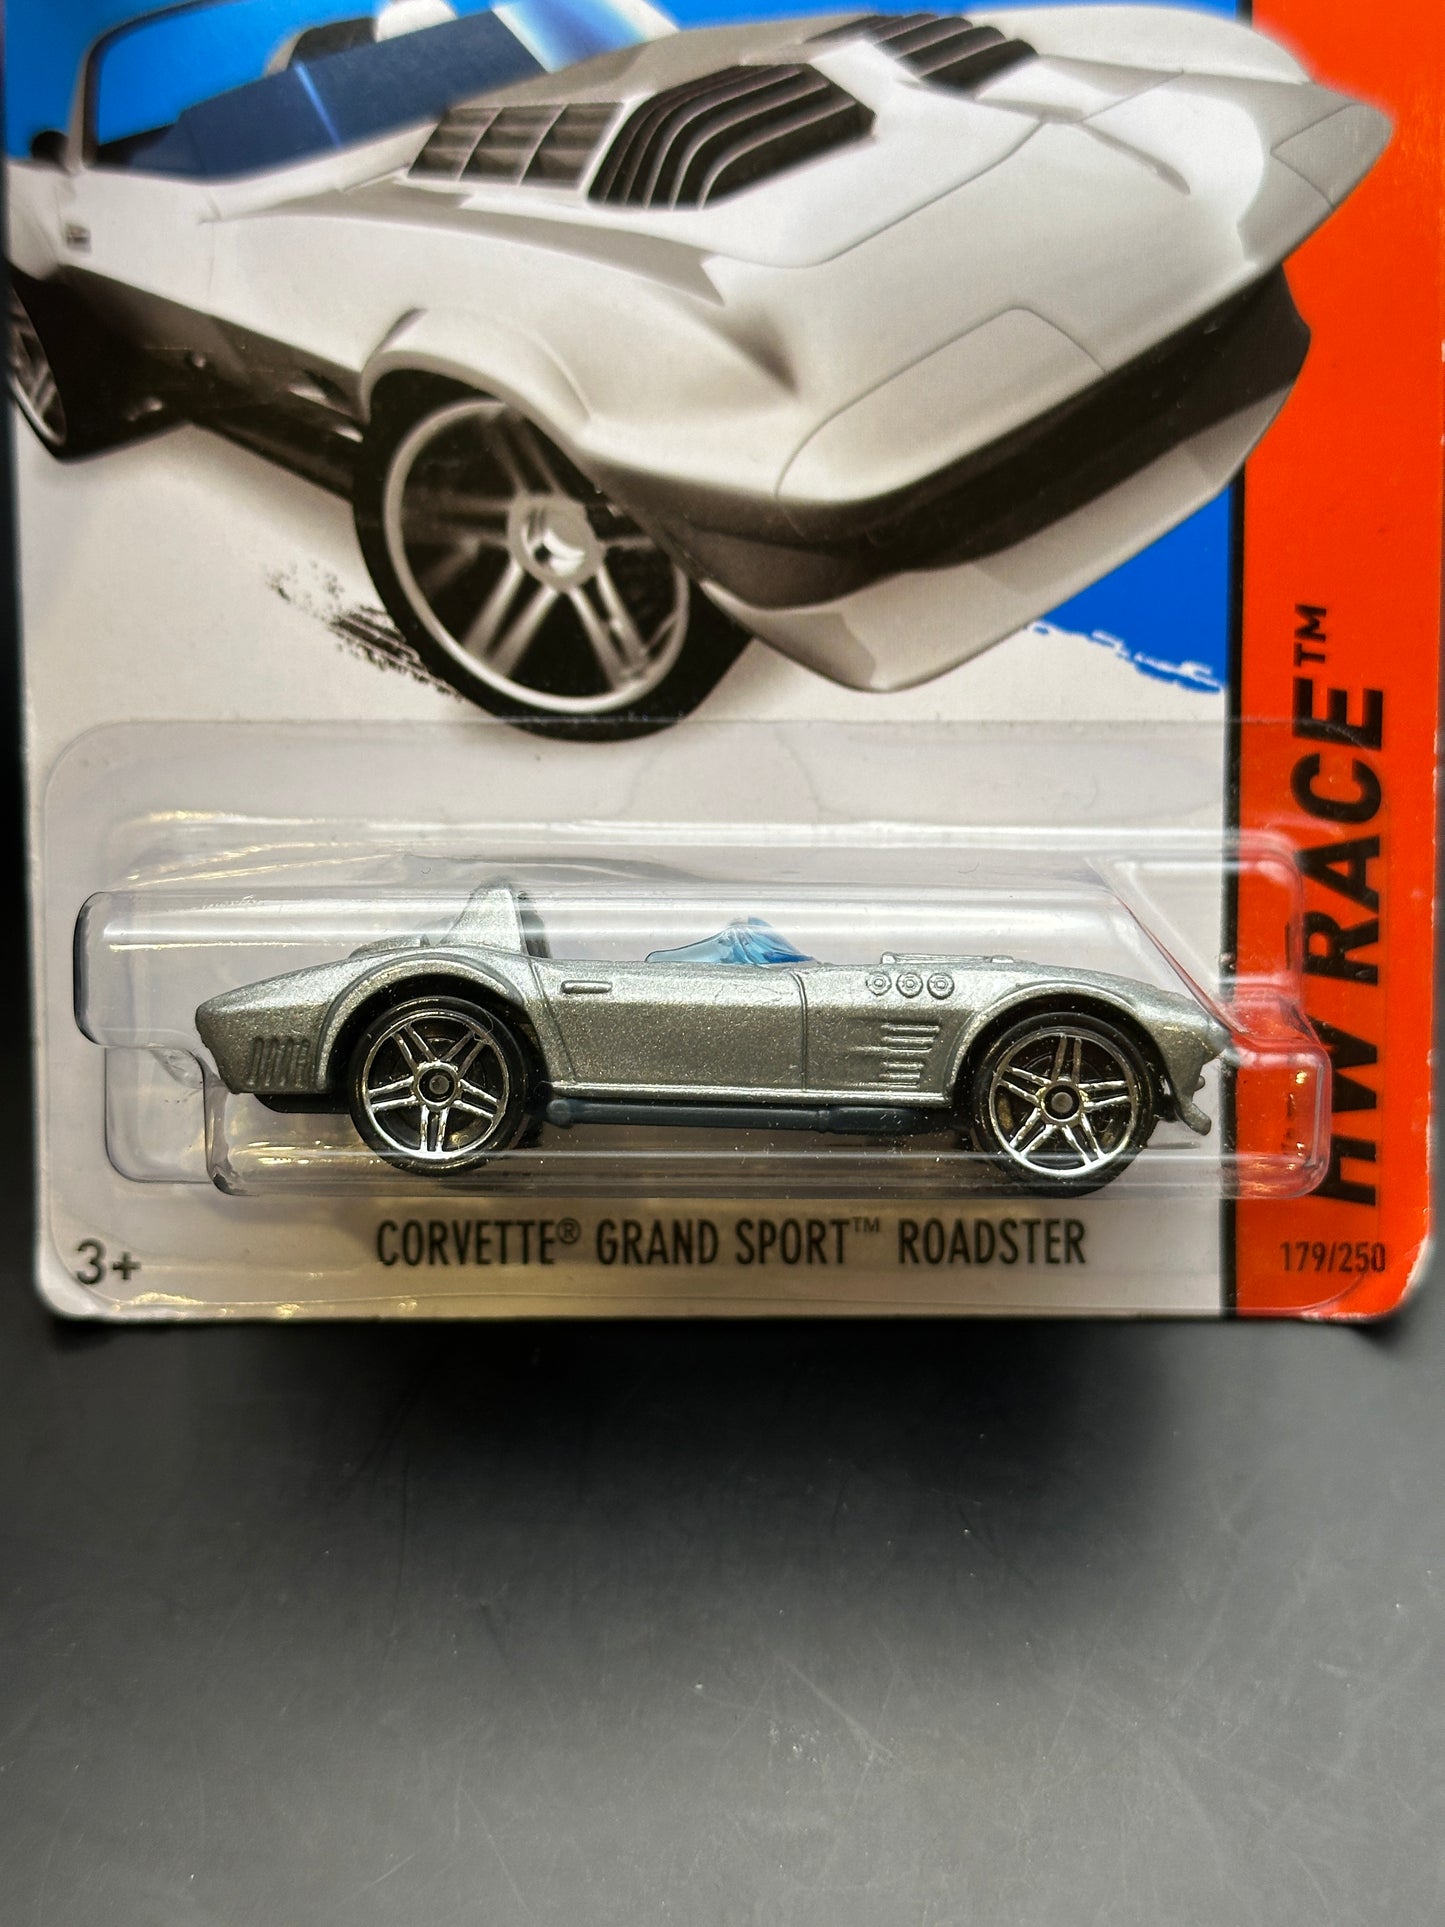 HW RACE™
CORVETTE® GRAND SPORT™ ROADSTER
3+
179/250